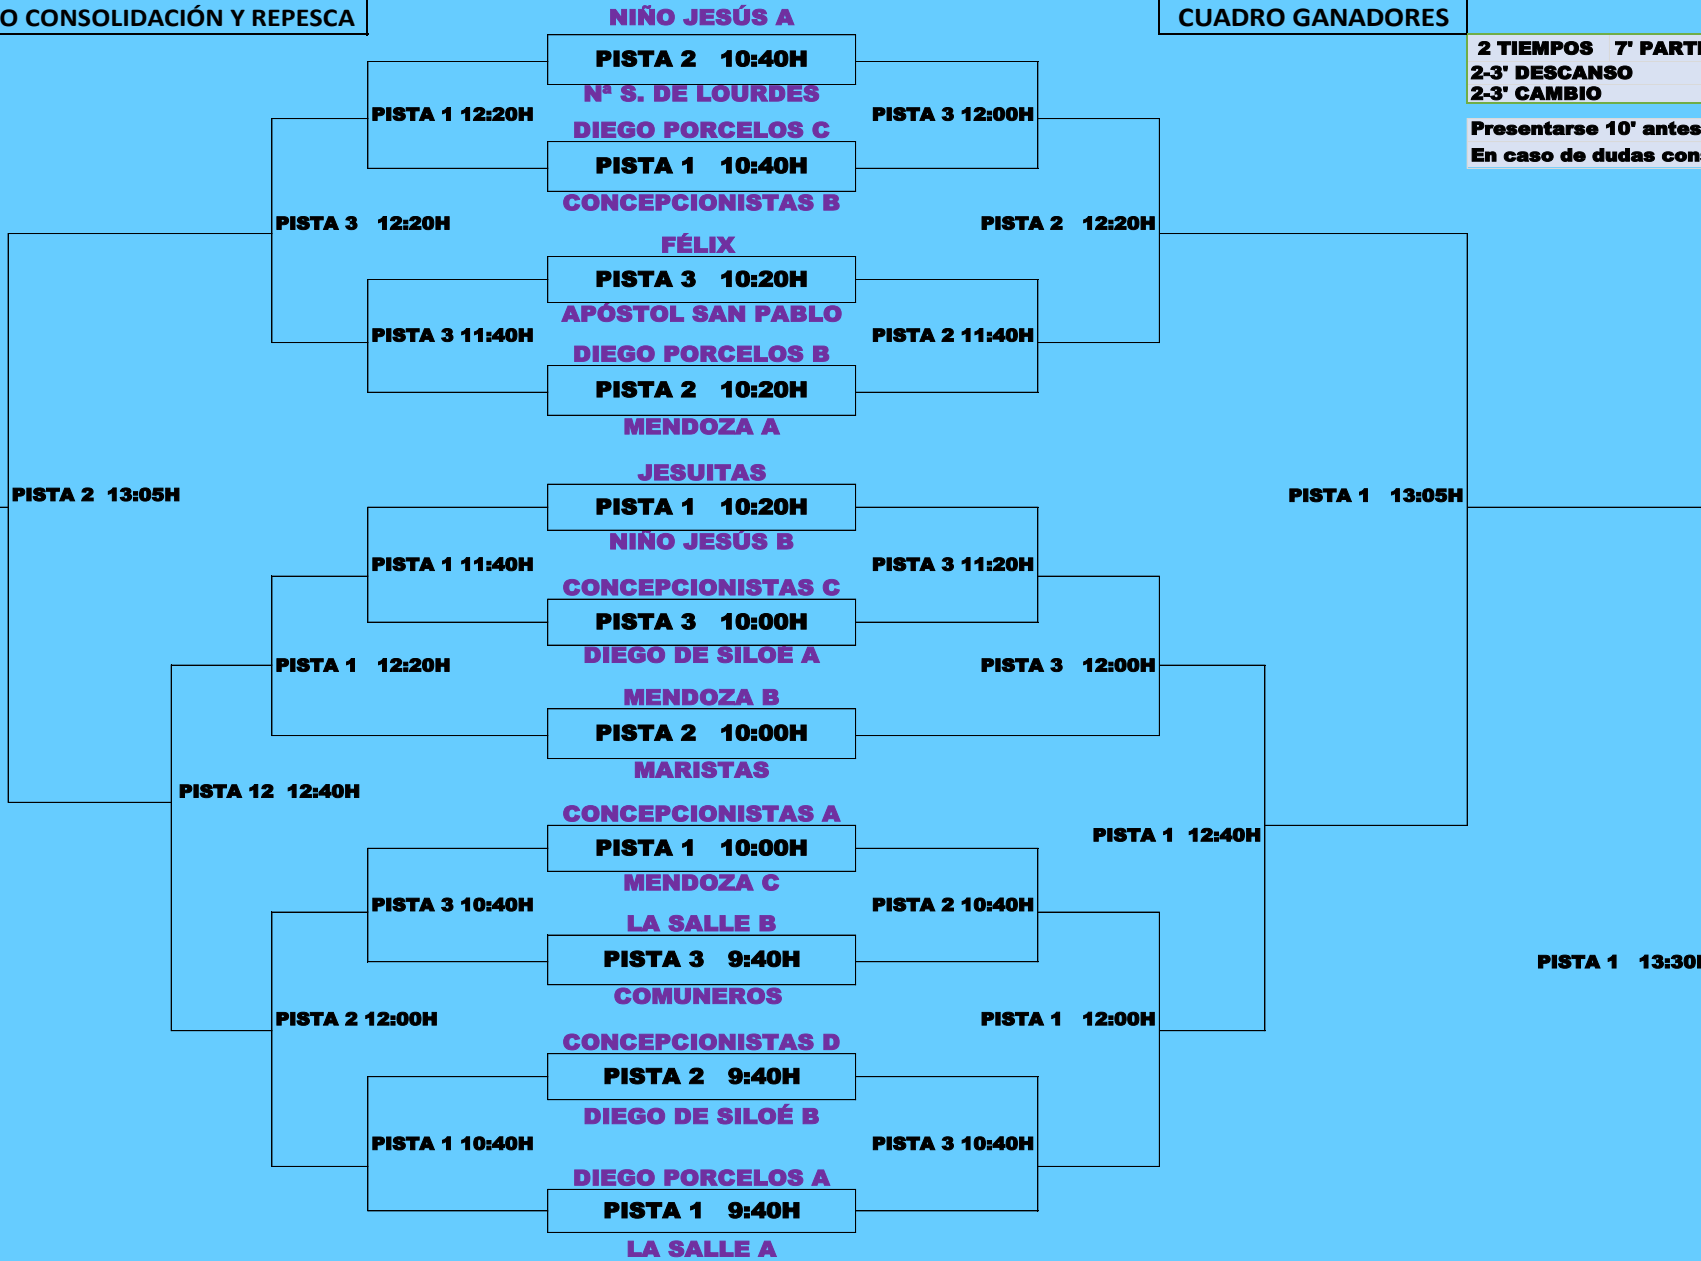 O CONSOLIDACIÓN Y REPESCA
NIÑO JESÚS A
CUADRO GANADORES
PISTA 2 10:40H
2 TIEMPOS 7' PARTI
2-3' DESCANSO
2-3' CAMBIO
Nª S. DE LOURDES
PISTA 1 12:20H
PISTA 3 12:00H
DIEGO PORCELOS C
Presentarse 10' antes
PISTA 1 10:40H
En caso de dudas cons
CONCEPCIONISTAS B
PISTA 3 12:20H
PISTA 2 12:20H
FÉLIX
PISTA 3 10:20H
APÓSTOL SAN PABLO
PISTA 3 11:40H
PISTA 2 11:40H
DIEGO PORCELOS B
PISTA 2 10:20H
MENDOZA A
JESUITAS
PISTA 2 13:05H
PISTA 1 13:05H
PISTA 1 10:20H
NIÑO JESÚS B
PISTA 1 11:40H
PISTA 3 11:20H
CONCEPCIONISTAS C
PISTA 3 10:00H
DIEGO DE SILOÉ A
PISTA 1 12:20H
PISTA 3 12:00H
MENDOZA B
PISTA 2 10:00H
MARISTAS
PISTA 12 12:40H
CONCEPCIONISTAS A
PISTA 1 12:40H
PISTA 1 10:00H
MENDOZA C
PISTA 3 10:40H
PISTA 2 10:40H
LA SALLE B
PISTA 3 9:40H
PISTA 1 13:30H
COMUNEROS
PISTA 2 12:00H
PISTA 1 12:00H
CONCEPCIONISTAS D
PISTA 2 9:40H
DIEGO DE SILOÉ B
PISTA 1 10:40H
PISTA 3 10:40H
DIEGO PORCELOS A
PISTA 1 9:40H
LA SALLE A